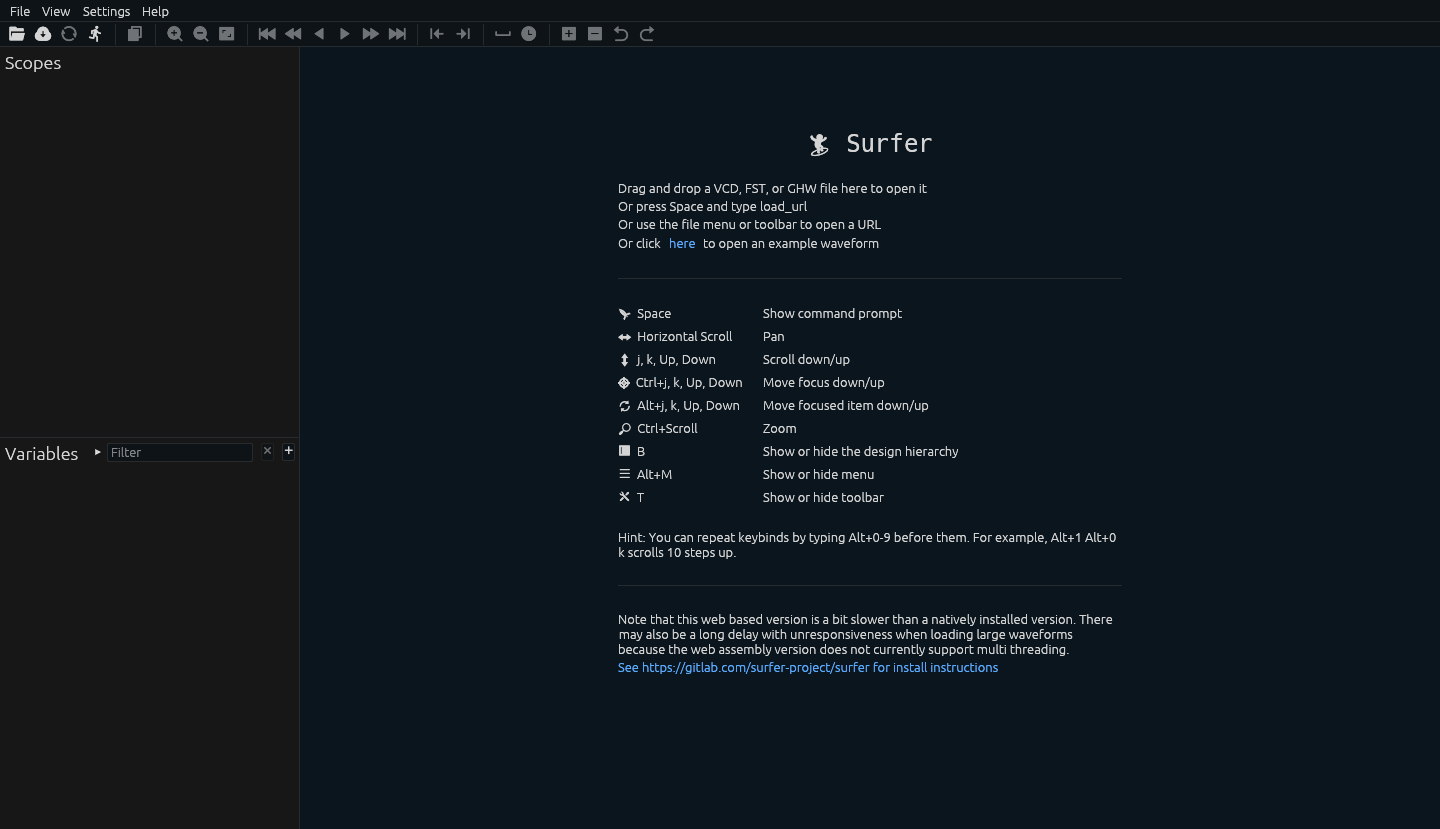 File View Settings Help
Scopes
Surfer
Drag and drop a VCD, FST, or GHW file here to open it
Or press Space and type load_url
Or use the file menu or toolbar to open a URL
Or click here to open an example waveform
Space Show command prompt
Horizontal Scroll Pan
j, k, Up, Down Scroll down/up
Ctrl+j, k, Up, Down Move focus down/up
Alt+j, k, Up, Down Move focused item down/up
Ctrl+Scroll Zoom
B Show or hide the design hierarchy
Alt+M Show or hide menu
T Show or hide toolbar
Hint: You can repeat keybinds by typing Alt+0-9 before them. For example, Alt+1 Alt+0
k scrolls 10 steps up.
Note that this web based version is a bit slower than a natively installed version. There
may also be a long delay with unresponsiveness when loading large waveforms
because the web assembly version does not currently support multi threading.
See https://gitlab.com/surfer-project/surfer for install instructions
Variables Filter